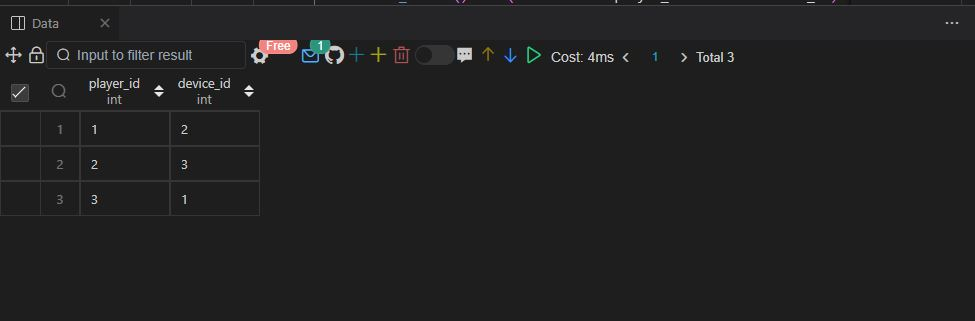 Data
Input to filter result
Free
1
Cost: 4ms
1
Total 3
player_id device_id
int int
1 1 2
2 2 3
3 3 1